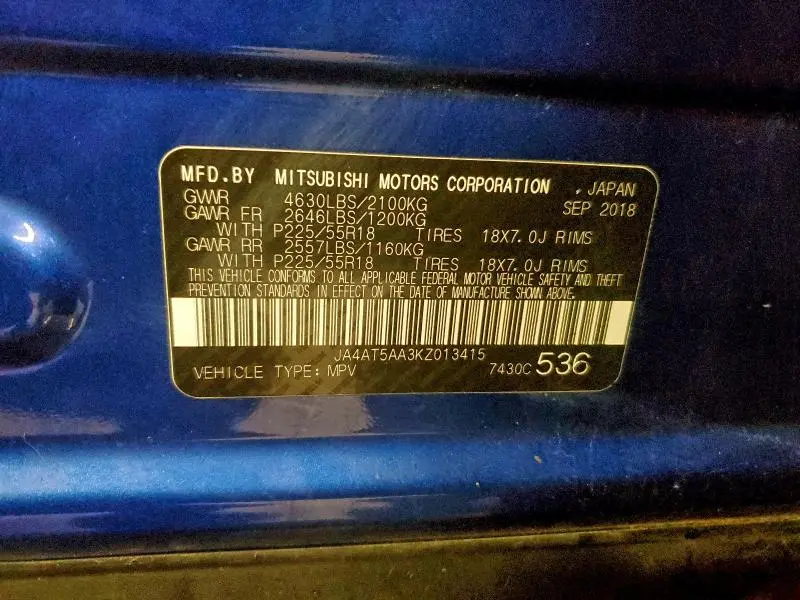 MFD.BY MITSUBISHI MOTORS CORPORATION , JAPAN
GVWR 4630LBS/2100KG SEP 2018
GAWR FR 2646LBS/1200KG
WITH P225/55R18 TIRES 18X7.0J RIMS
GAWR RR 2557LBS/1160KG
WITH P225/55R18 TIRES 18X7.0J RIMS
THIS VEHICLE CONFORMS TO ALL APPLICABLE FEDERAL MOTOR VEHICLE SAFETY AND THEFT
PREVENTION STANDARDS IN EFFECT ON THE DATE OF MANUFACTURE SHOWN ABOVE.
JA4AT5AA3KZ013415
VEHICLE TYPE: MPV 7430C 536